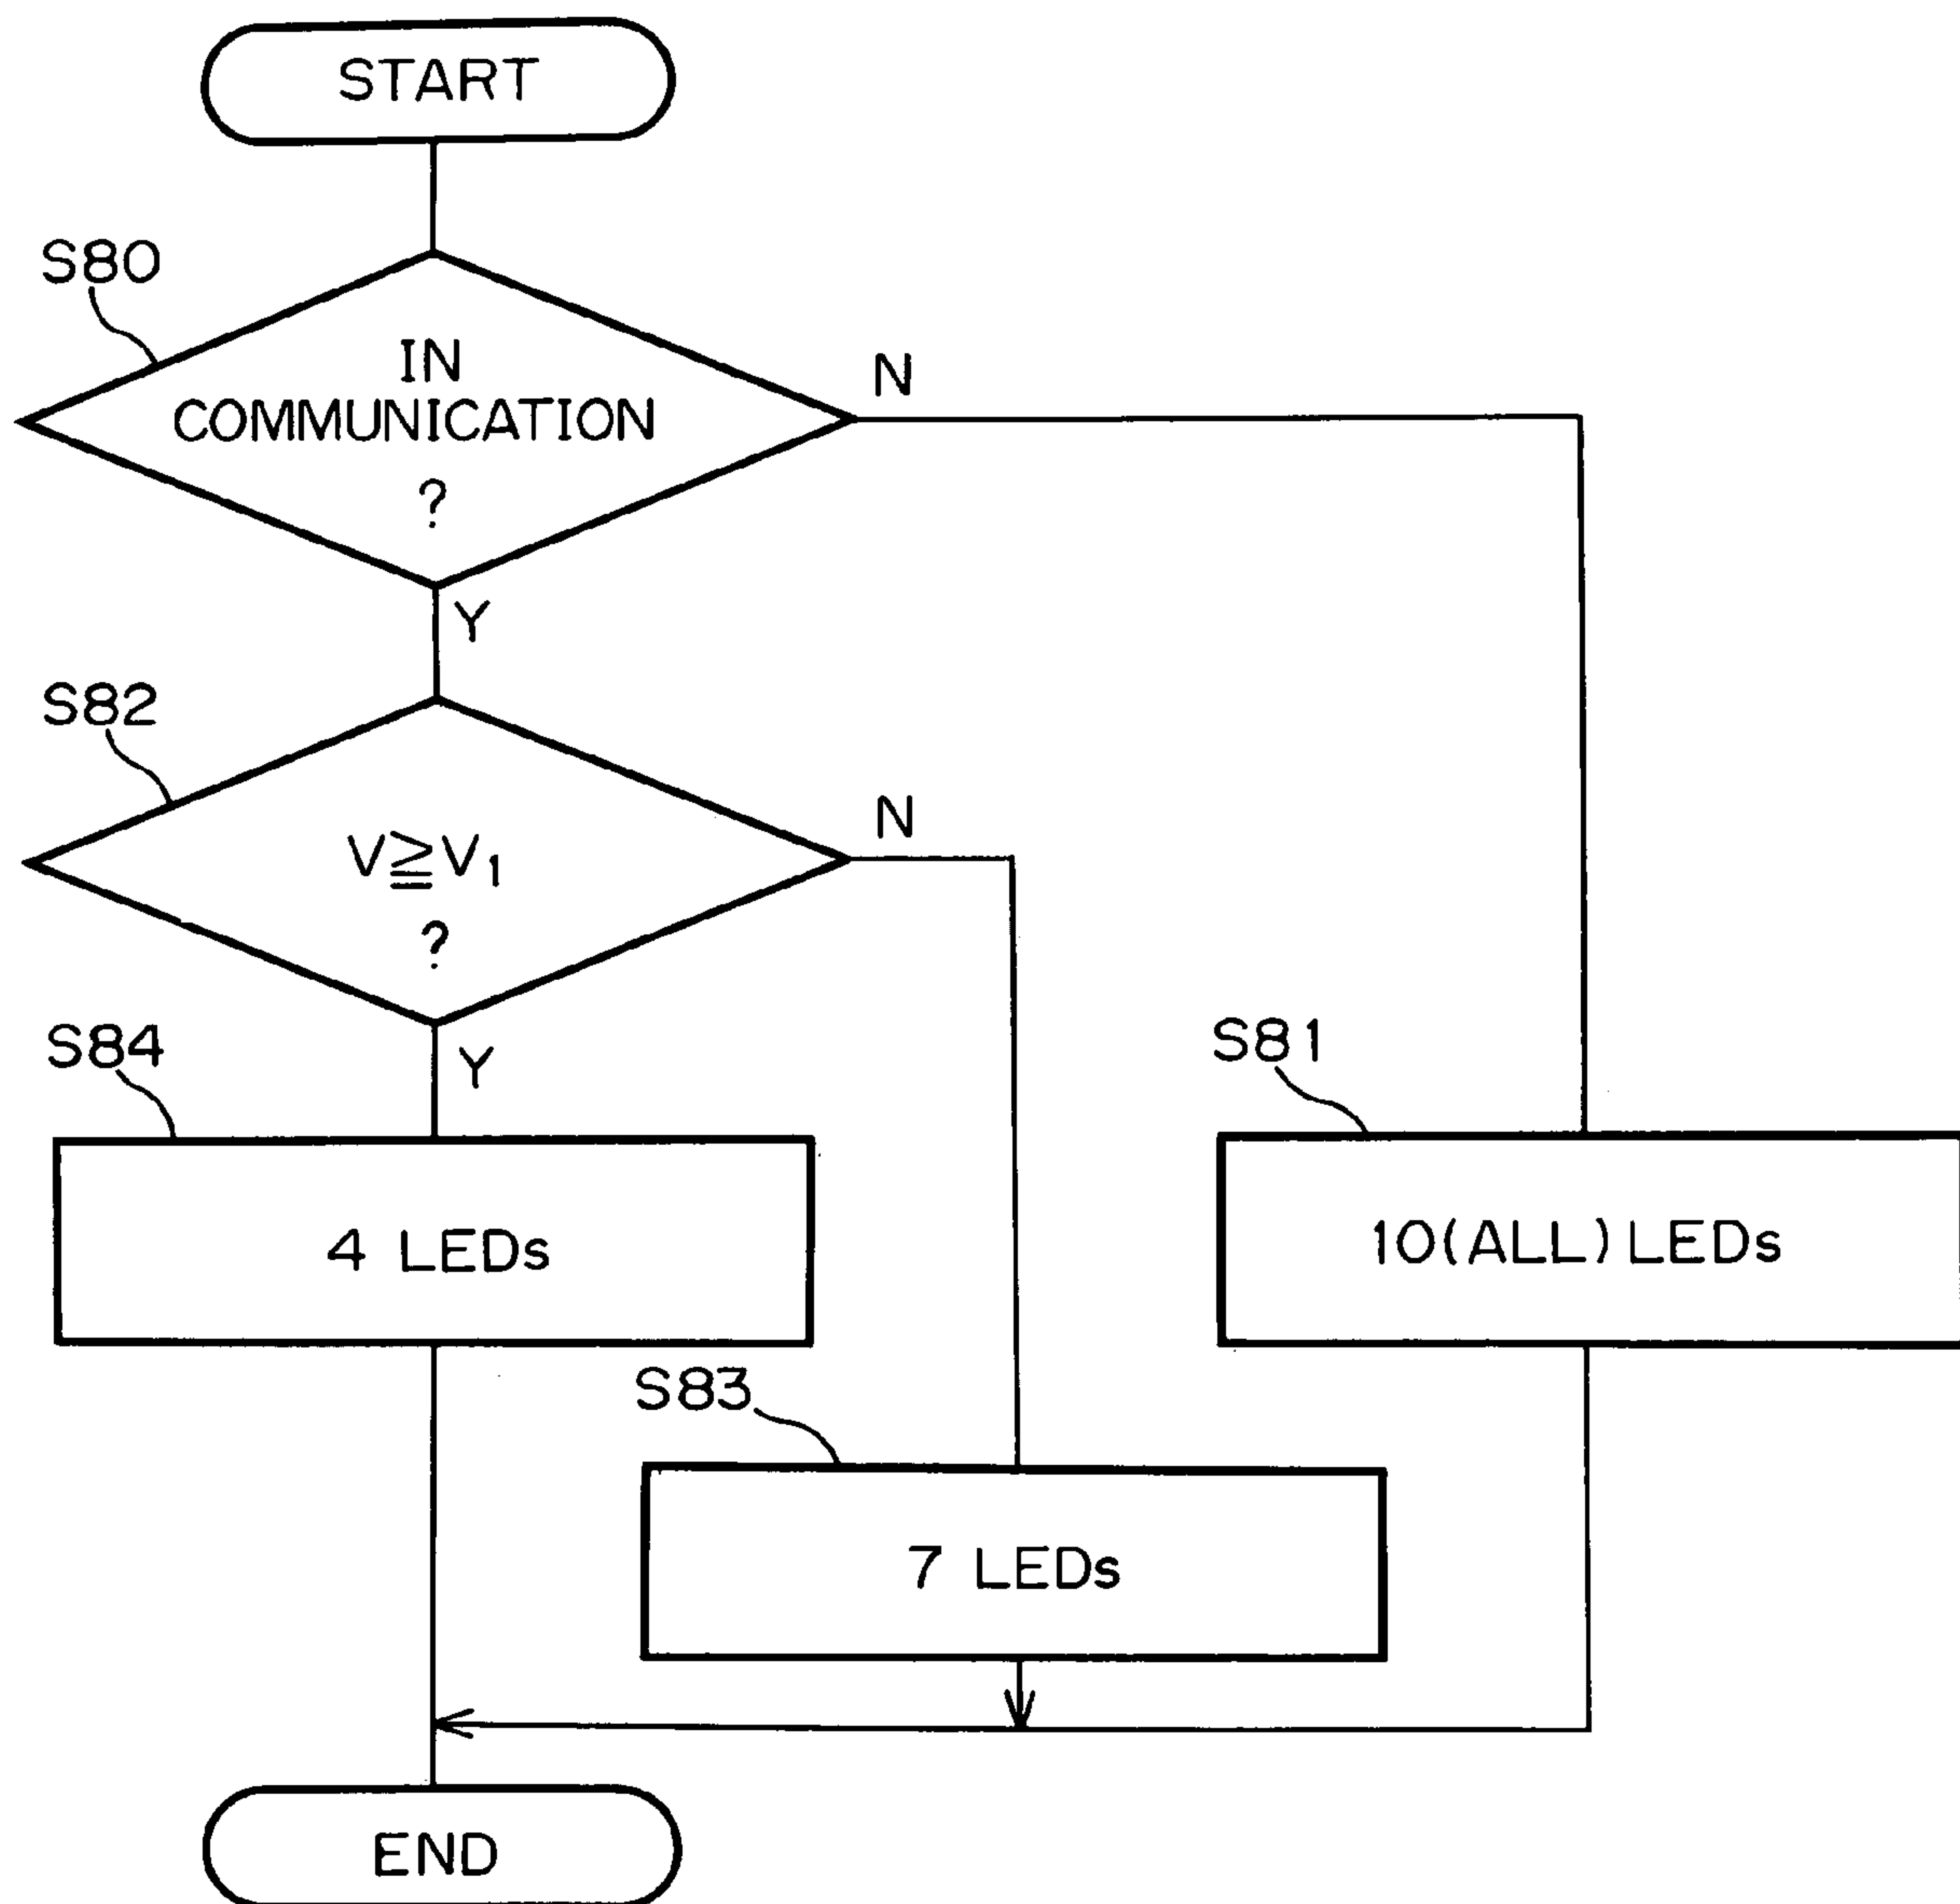 START
S80
IN
COMMUNICATION
?
N
Y
S82
V≧V1
?
N
Y
S84
S81
4 LEDs
10(ALL)LEDs
S83
7 LEDs
END